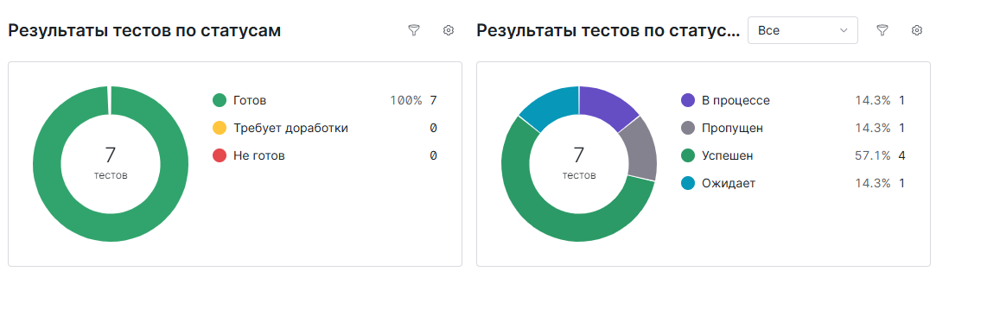 Результаты тестов по статусам
7
тестов
Готов 100% 7
Требует доработки 0
Не готов 0
Результаты тестов по статус... Все
7
тестов
В процессе 14.3% 1
Пропущен 14.3% 1
Успешен 57.1% 4
Ожидает 14.3% 1